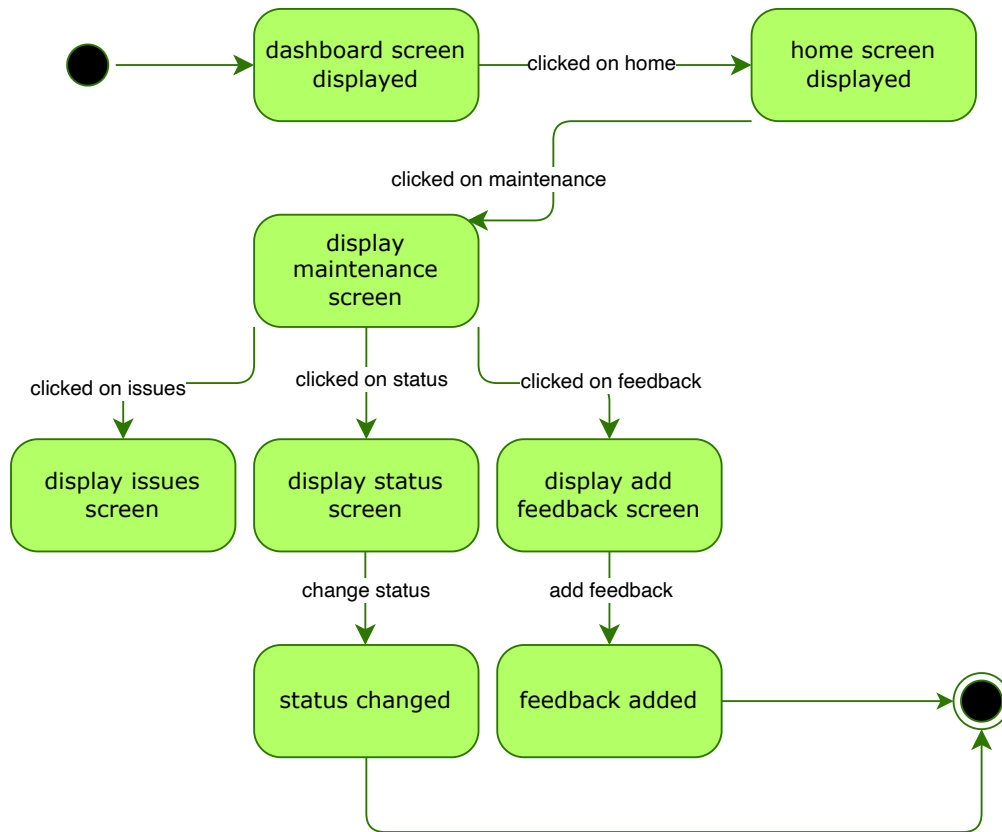 dashboard screen
displayed
clicked on home
home screen
displayed
clicked on maintenance
display
maintenance
screen
clicked on issues
clicked on status
clicked on feedback
display issues
screen
display status
screen
display add
feedback screen
change status
add feedback
status changed
feedback added